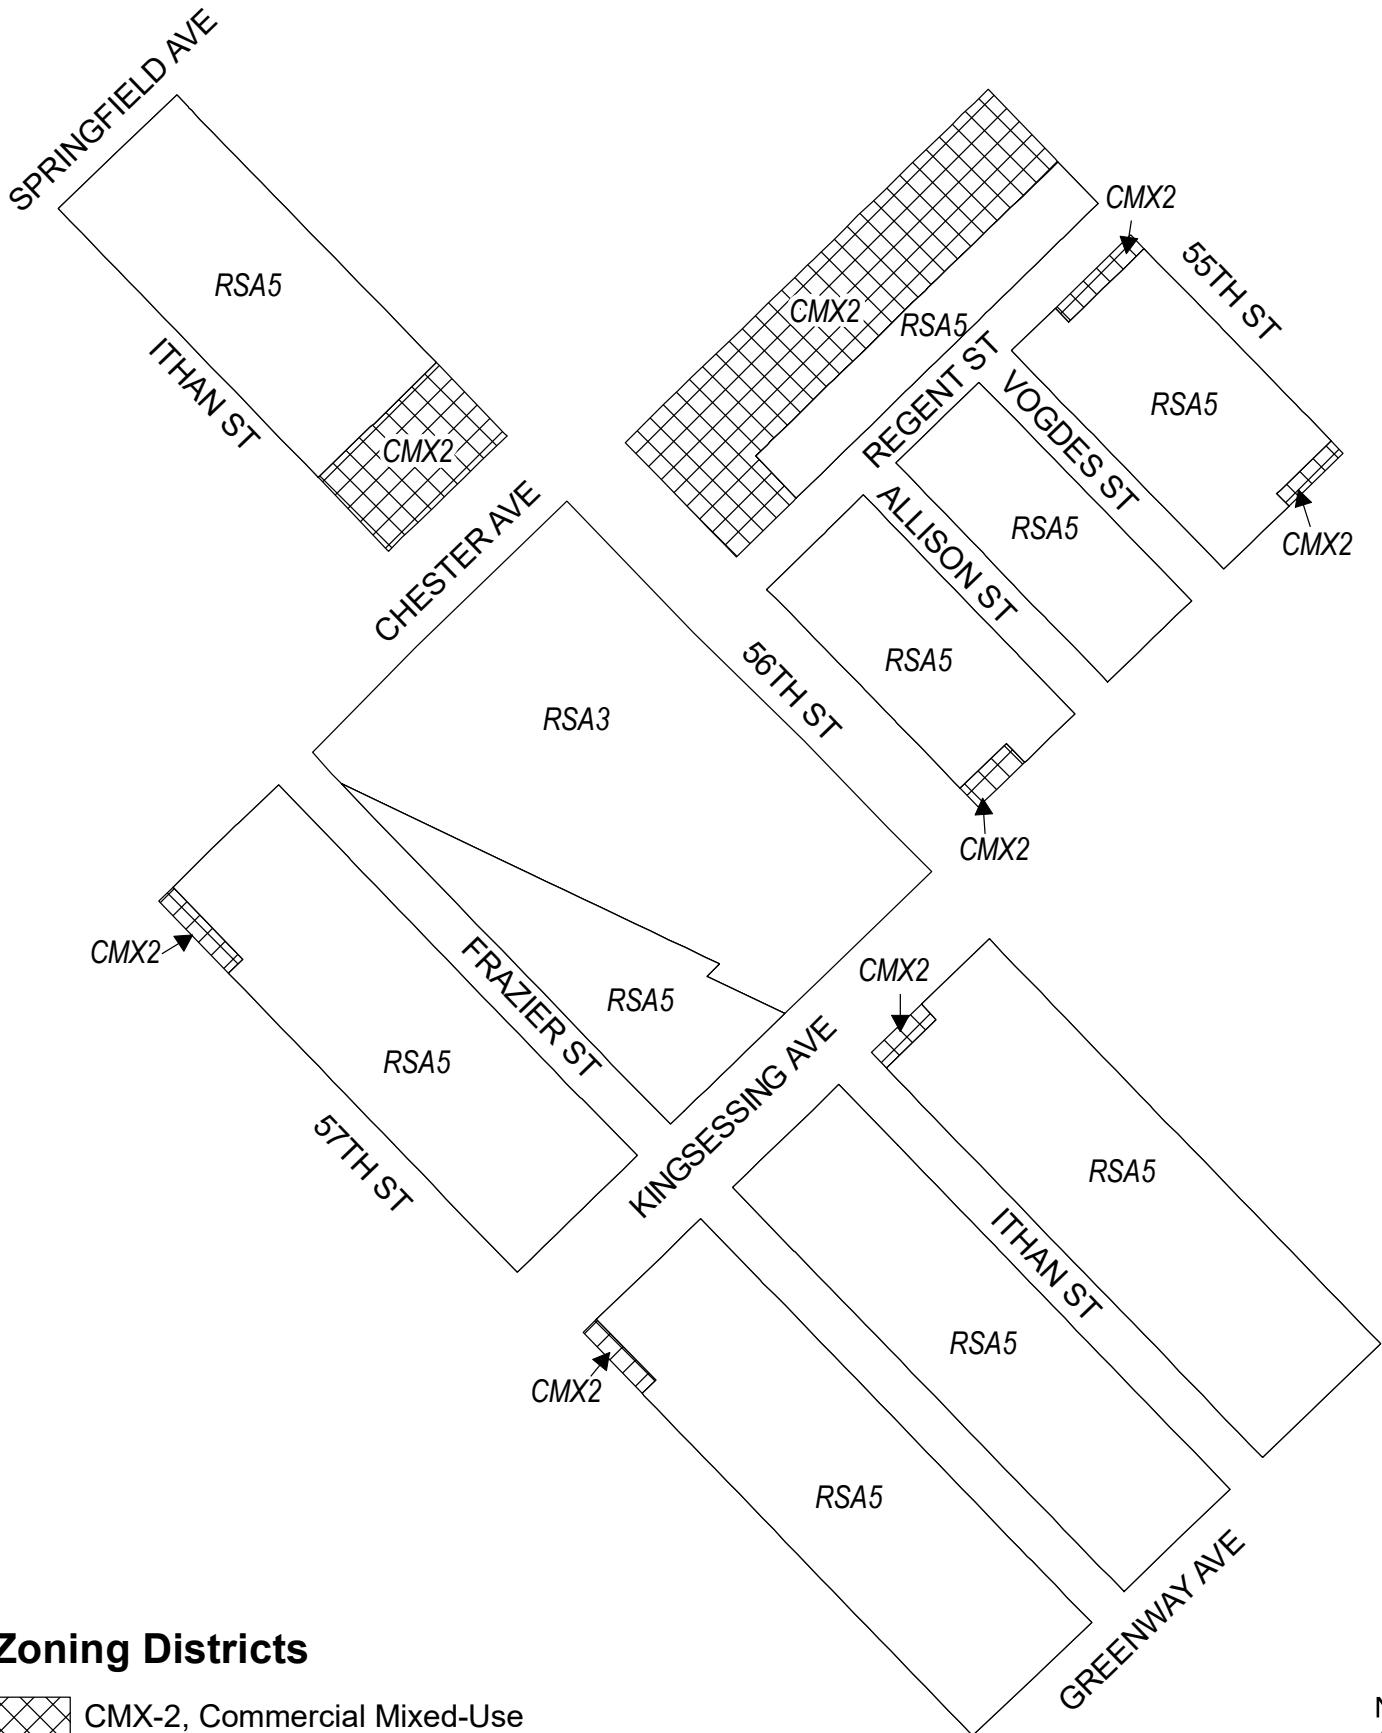 SPRINGFIELD AVE
CMX2
55TH ST
RSA5
CMX2
RSA5
ITHAN ST
REGENT ST
VOGDES ST
RSA5
CMX2
CHESTER AVE
ALLISON ST
RSA5
CMX2
RSA5
56TH ST
RSA3
CMX2
CMX2
FRAZIER ST
CMX2
RSA5
RSA5
57TH ST
KINGSESSING AVE
RSA5
ITHAN ST
RSA5
CMX2
RSA5
GREENWAY AVE
Zoning Districts
CMX-2, Commercial Mixed-Use